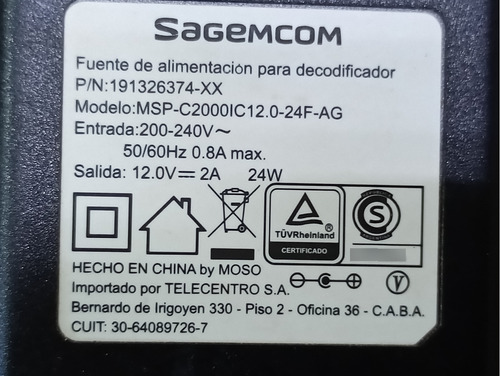 SAGEMCOM
Fuente de alimentación para decodificador
P/N:191326374-XX
Modelo:MSP-C2000IC12.0-24F-AG
Entrada:200-240V~
50/60Hz 0.8A max.
Salida: 12.0V⎓ 2A 24W
TÜVRheinland®
CERTIFICADO
S
HECHO EN CHINA by MOSO
Importado por TELECENTRO S.A.
V
Bernardo de Irigoyen 330 - Piso 2 - Oficina 36 - C.A.B.A.
CUIT: 30-64089726-7